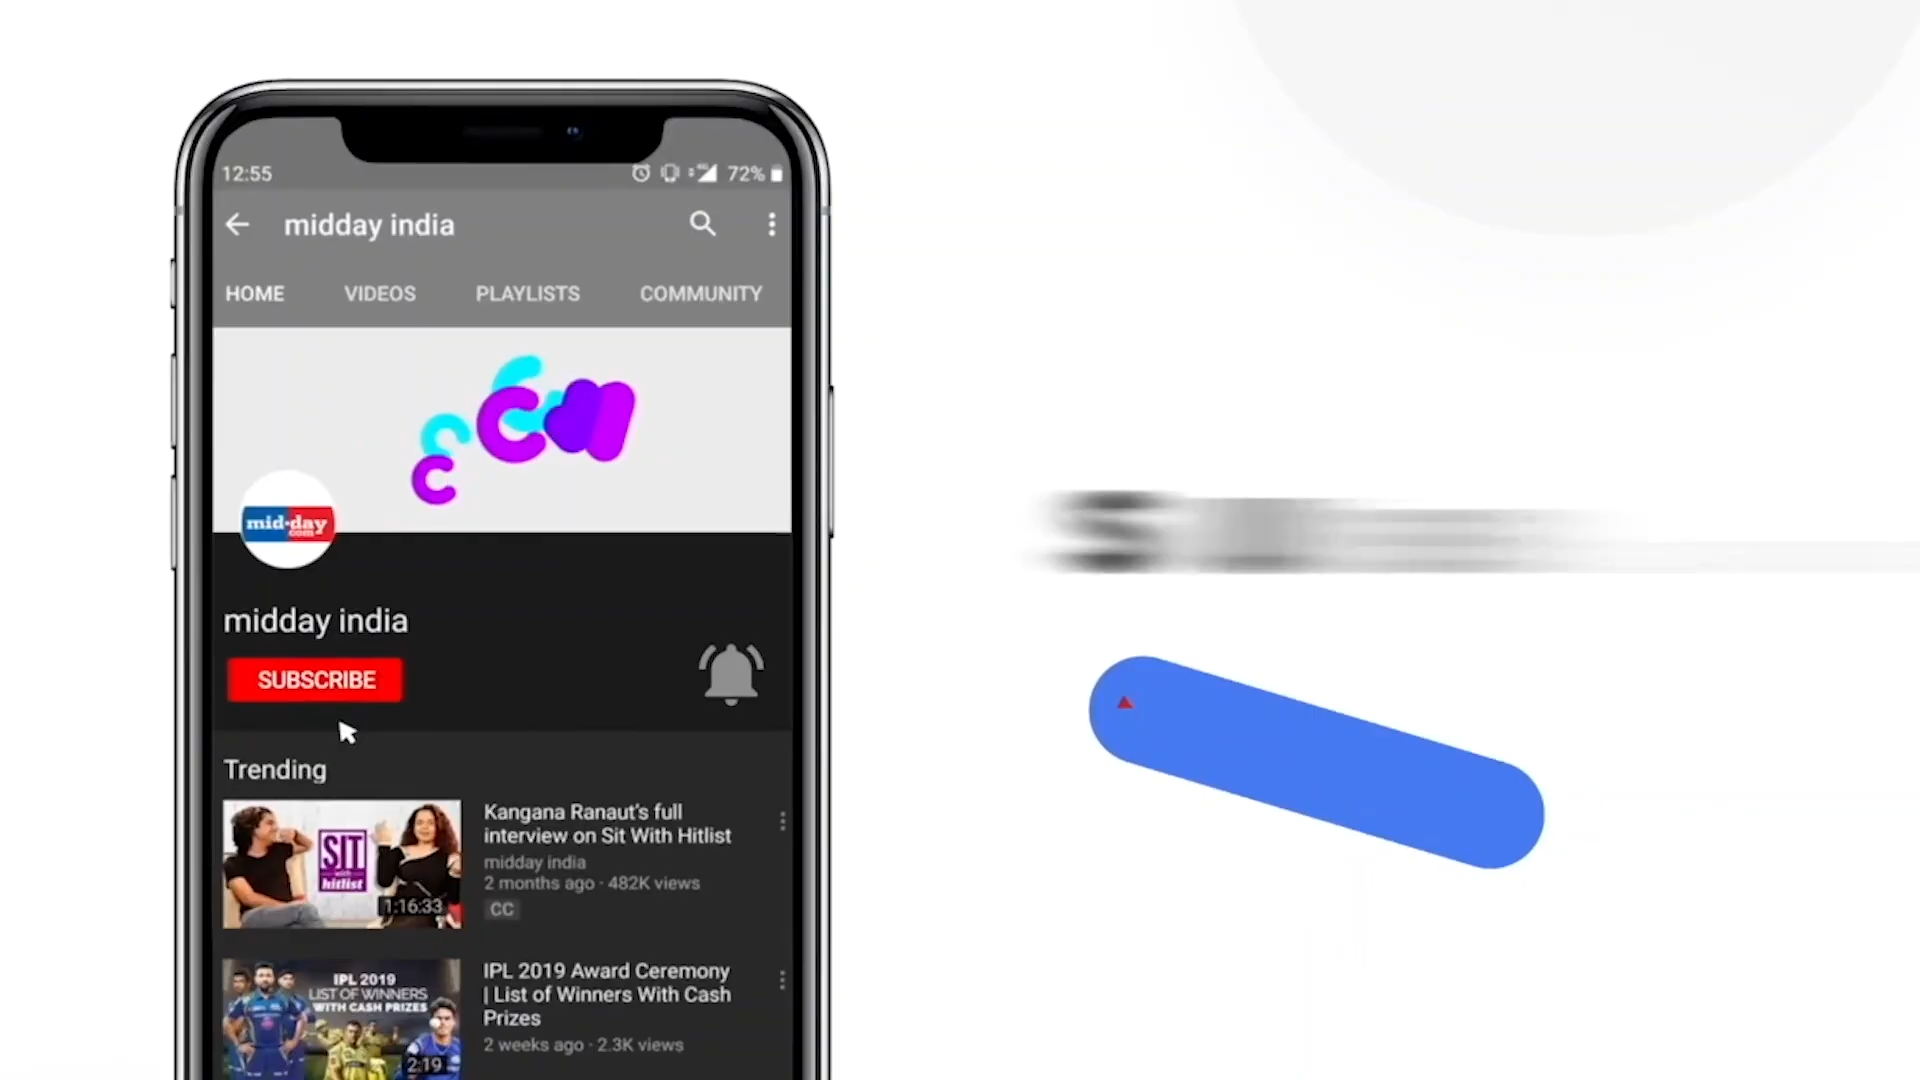 12:55
72%
midday india
HOME VIDEOS PLAYLISTS COMMUNITY
mid-day
.com
midday india
SUBSCRIBE
Trending
SIT
with
hitlist
1:16:33
Kangana Ranaut's full
interview on Sit With Hitlist
midday india
2 months ago · 482K views
CC
IPL 2019
LIST OF WINNERS
WITH CASH PRIZES
2:19
IPL 2019 Award Ceremony
| List of Winners With Cash
Prizes
2 weeks ago · 2.3K views